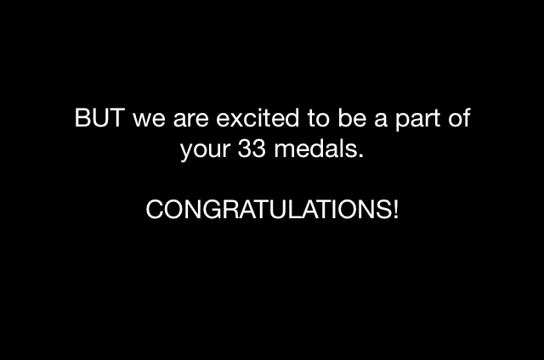 BUT we are excited to be a part of
your 33 medals.
CONGRATULATIONS!